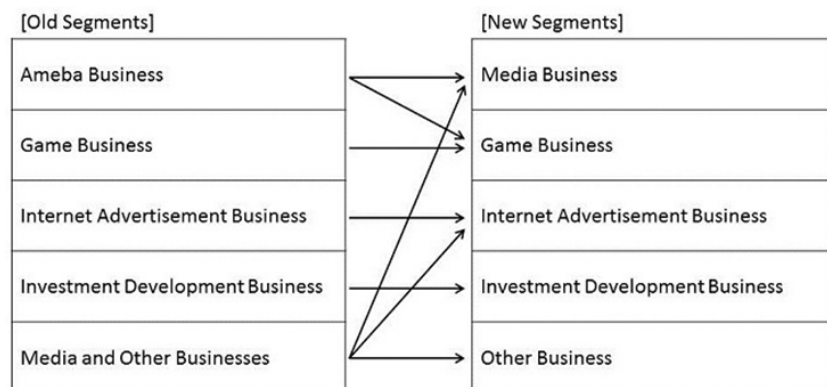 [Old Segments]
Ameba Business
Game Business
Internet Advertisement Business
Investment Development Business
Media and Other Businesses
[New Segments]
Media Business
Game Business
Internet Advertisement Business
Investment Development Business
Other Business